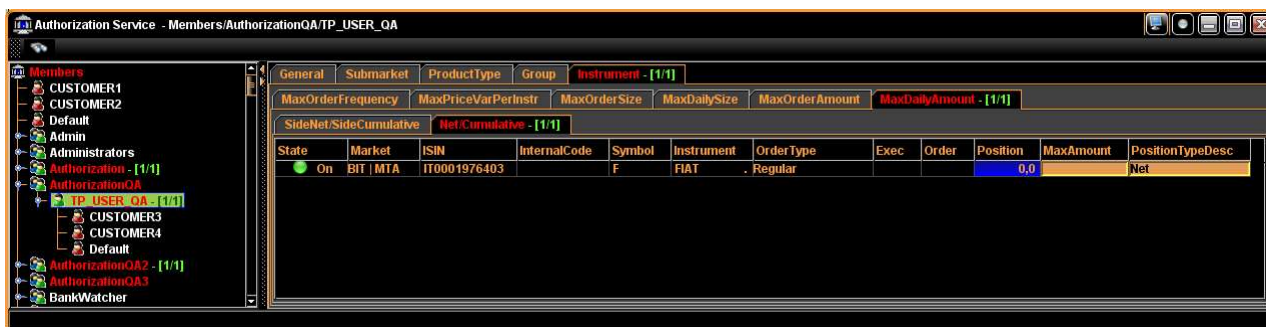 Authorization Service - Members/AuthorizationQA/TP_USER_QA
Members
CUSTOMER1
CUSTOMER2
Default
Admin
Administrators
Authorization - [1/1]
AuthorizationQA
TP_USER_QA - [1/1]
CUSTOMER3
CUSTOMER4
Default
AuthorizationQA2 - [1/1]
AuthorizationQA3
BankWatcher
General Submarket ProductType Group Instrument - [1/1]
MaxOrderFrequency MaxPriceVarPerInstr MaxOrderSize MaxDailySize MaxOrderAmount MaxDailyAmount - [1/1]
SideNet/SideCumulative Net/Cumulative - [1/1]
State Market ISIN InternalCode Symbol Instrument OrderType Exec Order Position MaxAmount PositionTypeDesc
On BIT | MTA IT0001976403 F FIAT . Regular 0,0 Net